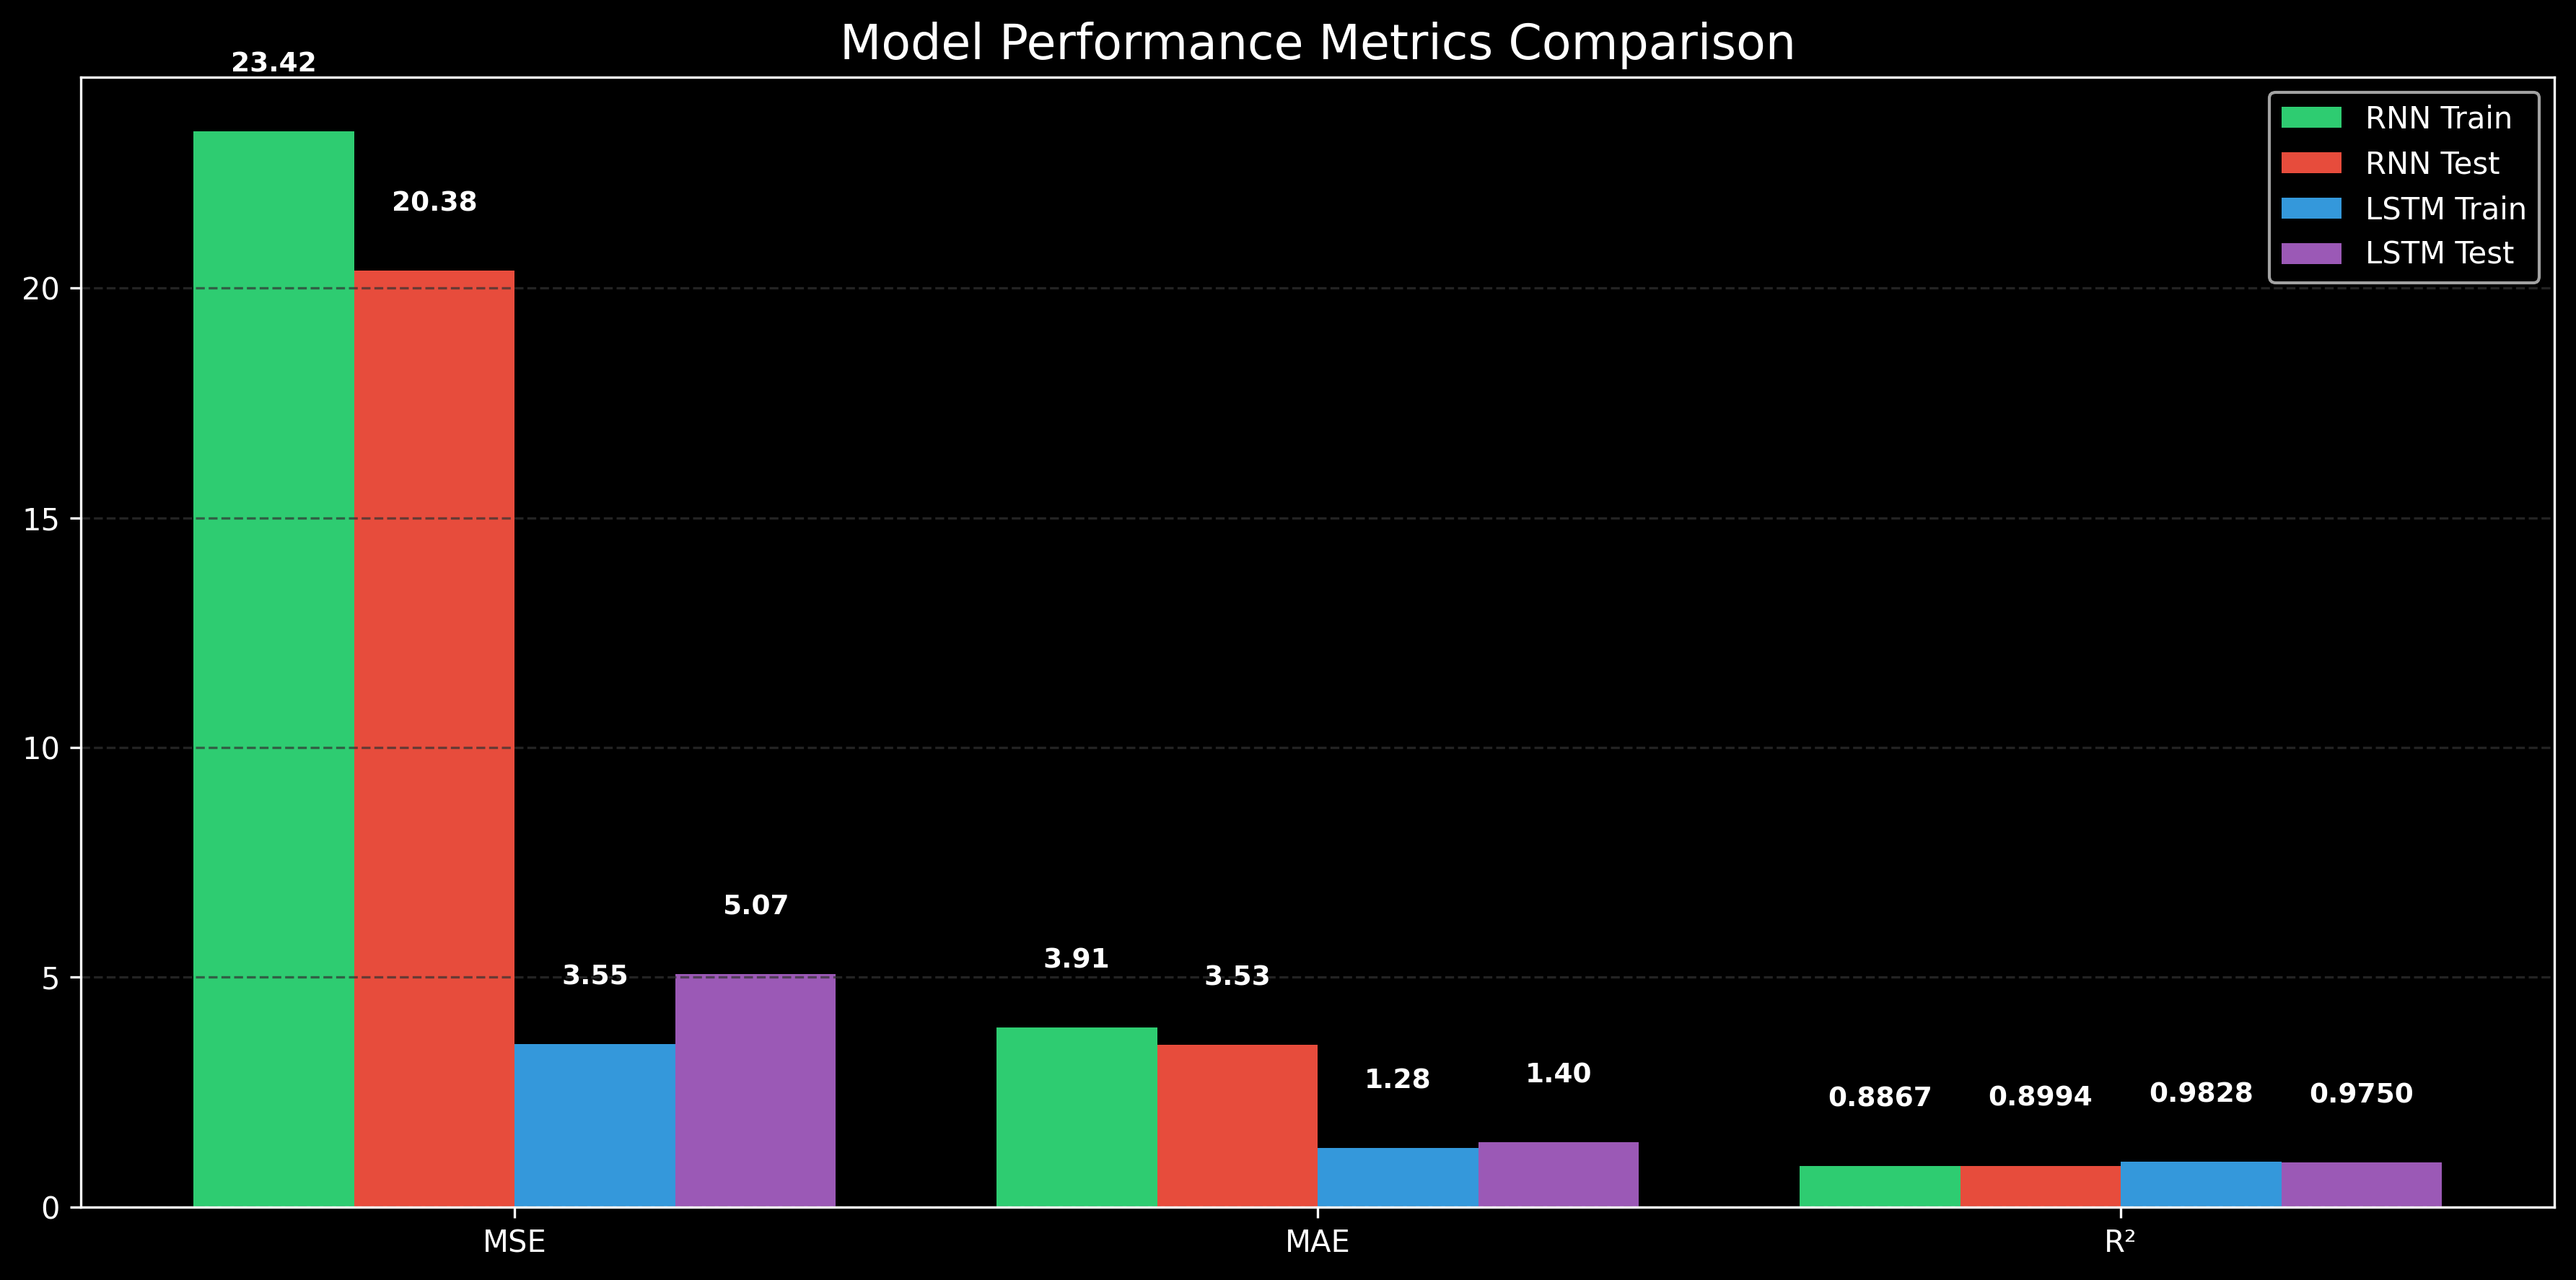 Model Performance Metrics Comparison
23.42
20.38
3.55
5.07
3.91
3.53
1.28
1.40
0.8867
0.8994
0.9828
0.9750
RNN Train
RNN Test
LSTM Train
LSTM Test
20
15
10
5
0
MSE
MAE
R²